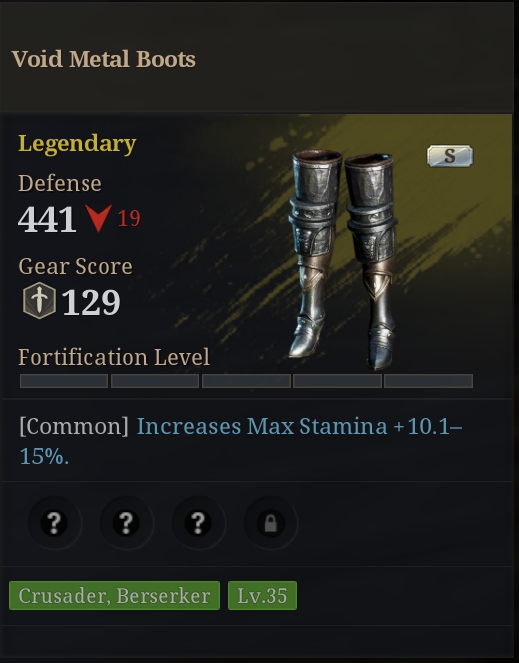 Void Metal Boots
Legendary
S
Defense
441 19
Gear Score
129
Fortification Level
[Common] Increases Max Stamina +10.1–
15%.
? ? ?
Crusader, Berserker Lv.35